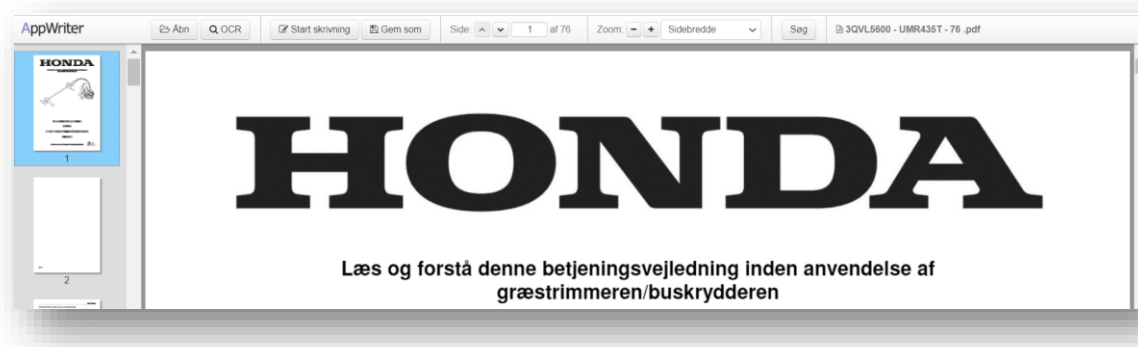 AppWriter
Åbn
OCR
Start skrivning
Gem som
Side:
1
af 76
Zoom:
Sidebredde
Søg
3QVL5600 - UMR435T - 76 .pdf
HONDA
1
2
HONDA
Læs og forstå denne betjeningsvejledning inden anvendelse af
græstrimmeren/buskrydderen